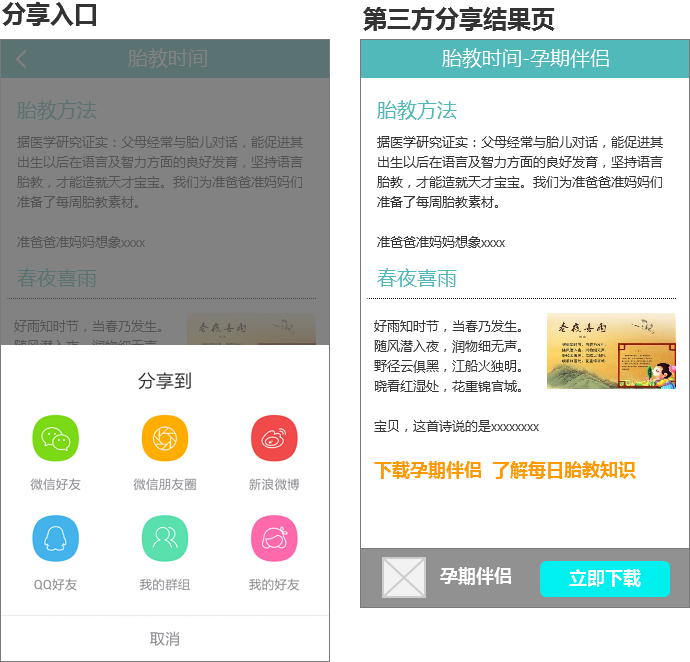 分享入口
胎教时间
胎教方法
据医学研究证实：父母经常与胎儿对话，能促进其
出生以后在语言及智力方面的良好发育，坚持语言
胎教，才能造就天才宝宝。我们为准爸爸准妈妈们
准备了每周胎教素材。
准爸爸准妈妈想象xxxx
春夜喜雨
好雨知时节，当春乃发生。
随风潜入夜，润物细无声。
春夜喜雨
分享到
微信好友
微信朋友圈
新浪微博
QQ好友
我的群组
我的好友
取消
第三方分享结果页
胎教时间-孕期伴侣
胎教方法
据医学研究证实：父母经常与胎儿对话，能促进其
出生以后在语言及智力方面的良好发育，坚持语言
胎教，才能造就天才宝宝。我们为准爸爸准妈妈们
准备了每周胎教素材。
准爸爸准妈妈想象xxxx
春夜喜雨
好雨知时节，当春乃发生。
随风潜入夜，润物细无声。
野径云俱黑，江船火独明。
晓看红湿处，花重锦官城。
春夜喜雨
宝贝，这首诗说的是xxxxxxxx
下载孕期伴侣 了解每日胎教知识
孕期伴侣
立即下载